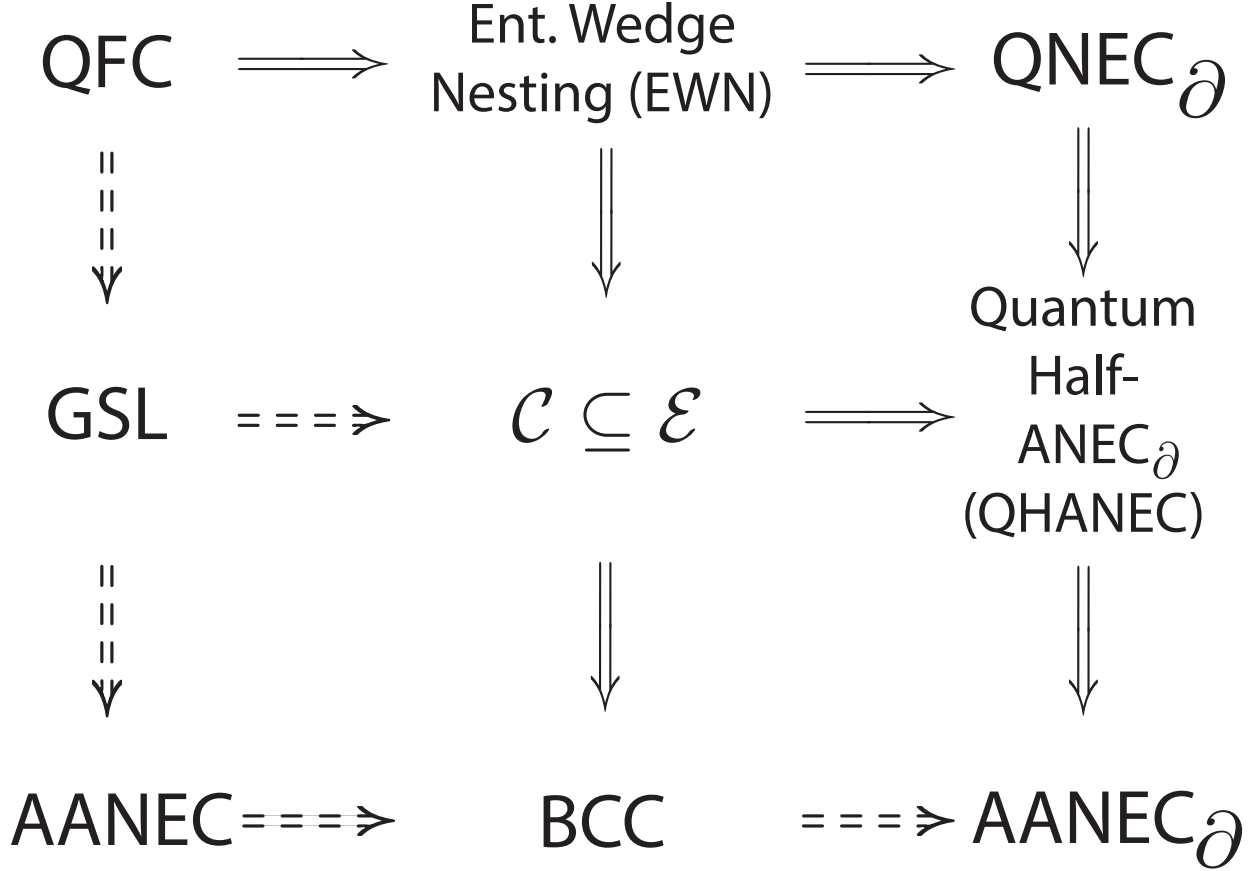 QFC
Ent. Wedge
Nesting (EWN)
QNEC∂
GSL
𝒞 ⊆ ℰ
Quantum
Half-
ANEC∂
(QHANEC)
AANEC
BCC
AANEC∂